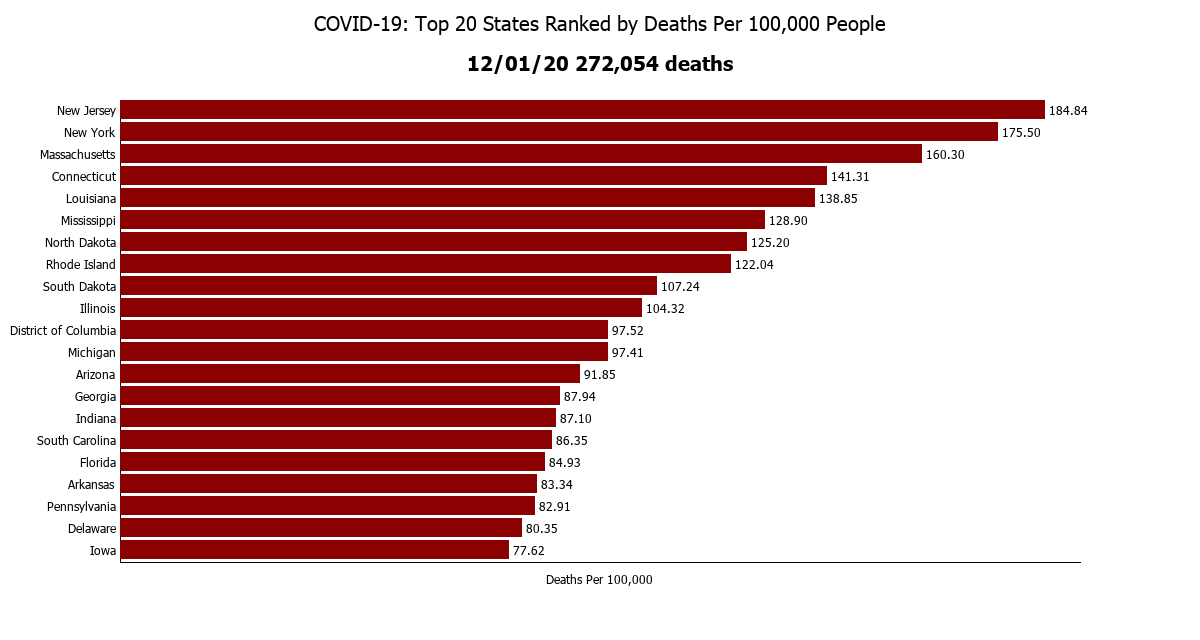 COVID-19: Top 20 States Ranked by Deaths Per 100,000 People
12/01/20 272,054 deaths
New Jersey 184.84
New York 175.50
Massachusetts 160.30
Connecticut 141.31
Louisiana 138.85
Mississippi 128.90
North Dakota 125.20
Rhode Island 122.04
South Dakota 107.24
Illinois 104.32
District of Columbia 97.52
Michigan 97.41
Arizona 91.85
Georgia 87.94
Indiana 87.10
South Carolina 86.35
Florida 84.93
Arkansas 83.34
Pennsylvania 82.91
Delaware 80.35
Iowa 77.62
Deaths Per 100,000